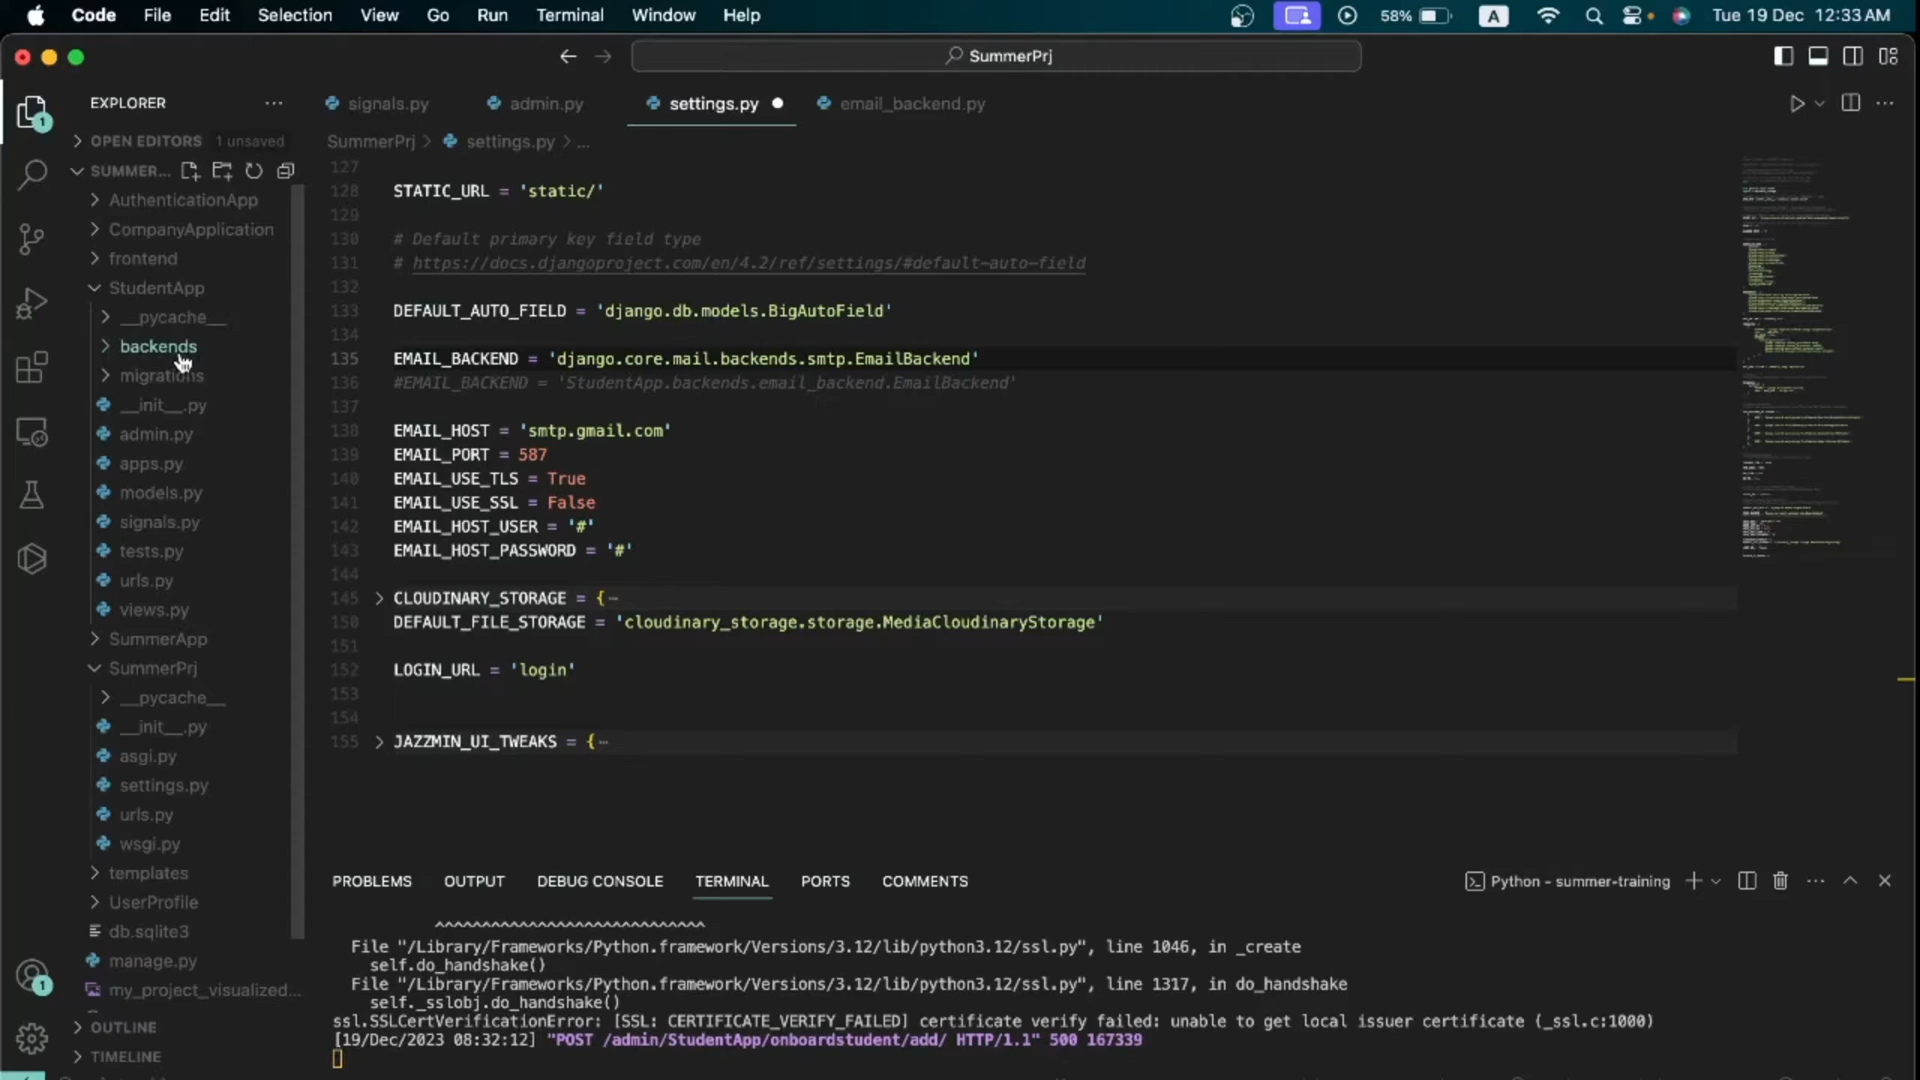 Code File Edit Selection View Go Run Terminal Window Help 58% A Tue 19 Dec 12:33 AM
SummerPrj
EXPLORER
signals.py admin.py settings.py email_backend.py
OPEN EDITORS 1 unsaved
SummerPrj > settings.py > ...
SUMMER...
AuthenticationApp
CompanyApplication
frontend
StudentApp
__pycache__
backends
migrations
__init__.py
admin.py
apps.py
models.py
signals.py
tests.py
urls.py
views.py
SummerApp
SummerPrj
__pycache__
__init__.py
asgi.py
settings.py
urls.py
wsgi.py
templates
UserProfile
db.sqlite3
manage.py
my_project_visualized...
OUTLINE
TIMELINE
1
1
127
128 STATIC_URL = 'static/'
129
130 # Default primary key field type
131 # https://docs.djangoproject.com/en/4.2/ref/settings/#default-auto-field
132
133 DEFAULT_AUTO_FIELD = 'django.db.models.BigAutoField'
134
135 EMAIL_BACKEND = 'django.core.mail.backends.smtp.EmailBackend'
136 #EMAIL_BACKEND = 'StudentApp.backends.email_backend.EmailBackend'
137
138 EMAIL_HOST = 'smtp.gmail.com'
139 EMAIL_PORT = 587
140 EMAIL_USE_TLS = True
141 EMAIL_USE_SSL = False
142 EMAIL_HOST_USER = '#'
143 EMAIL_HOST_PASSWORD = '#'
144
145 > CLOUDINARY_STORAGE = {⋯
150 DEFAULT_FILE_STORAGE = 'cloudinary_storage.storage.MediaCloudinaryStorage'
151
152 LOGIN_URL = 'login'
153
154
155 > JAZZMIN_UI_TWEAKS = {⋯
PROBLEMS OUTPUT DEBUG CONSOLE TERMINAL PORTS COMMENTS Python - summer-training
^^^^^^^^^^^^^^^^^^^^^^^^^^^^
File "/Library/Frameworks/Python.framework/Versions/3.12/lib/python3.12/ssl.py", line 1046, in _create
self.do_handshake()
File "/Library/Frameworks/Python.framework/Versions/3.12/lib/python3.12/ssl.py", line 1317, in do_handshake
self._sslobj.do_handshake()
ssl.SSLCertVerificationError: [SSL: CERTIFICATE_VERIFY_FAILED] certificate verify failed: unable to get local issuer certificate (_ssl.c:1000)
[19/Dec/2023 08:32:12] "POST /admin/StudentApp/onboardstudent/add/ HTTP/1.1" 500 167339